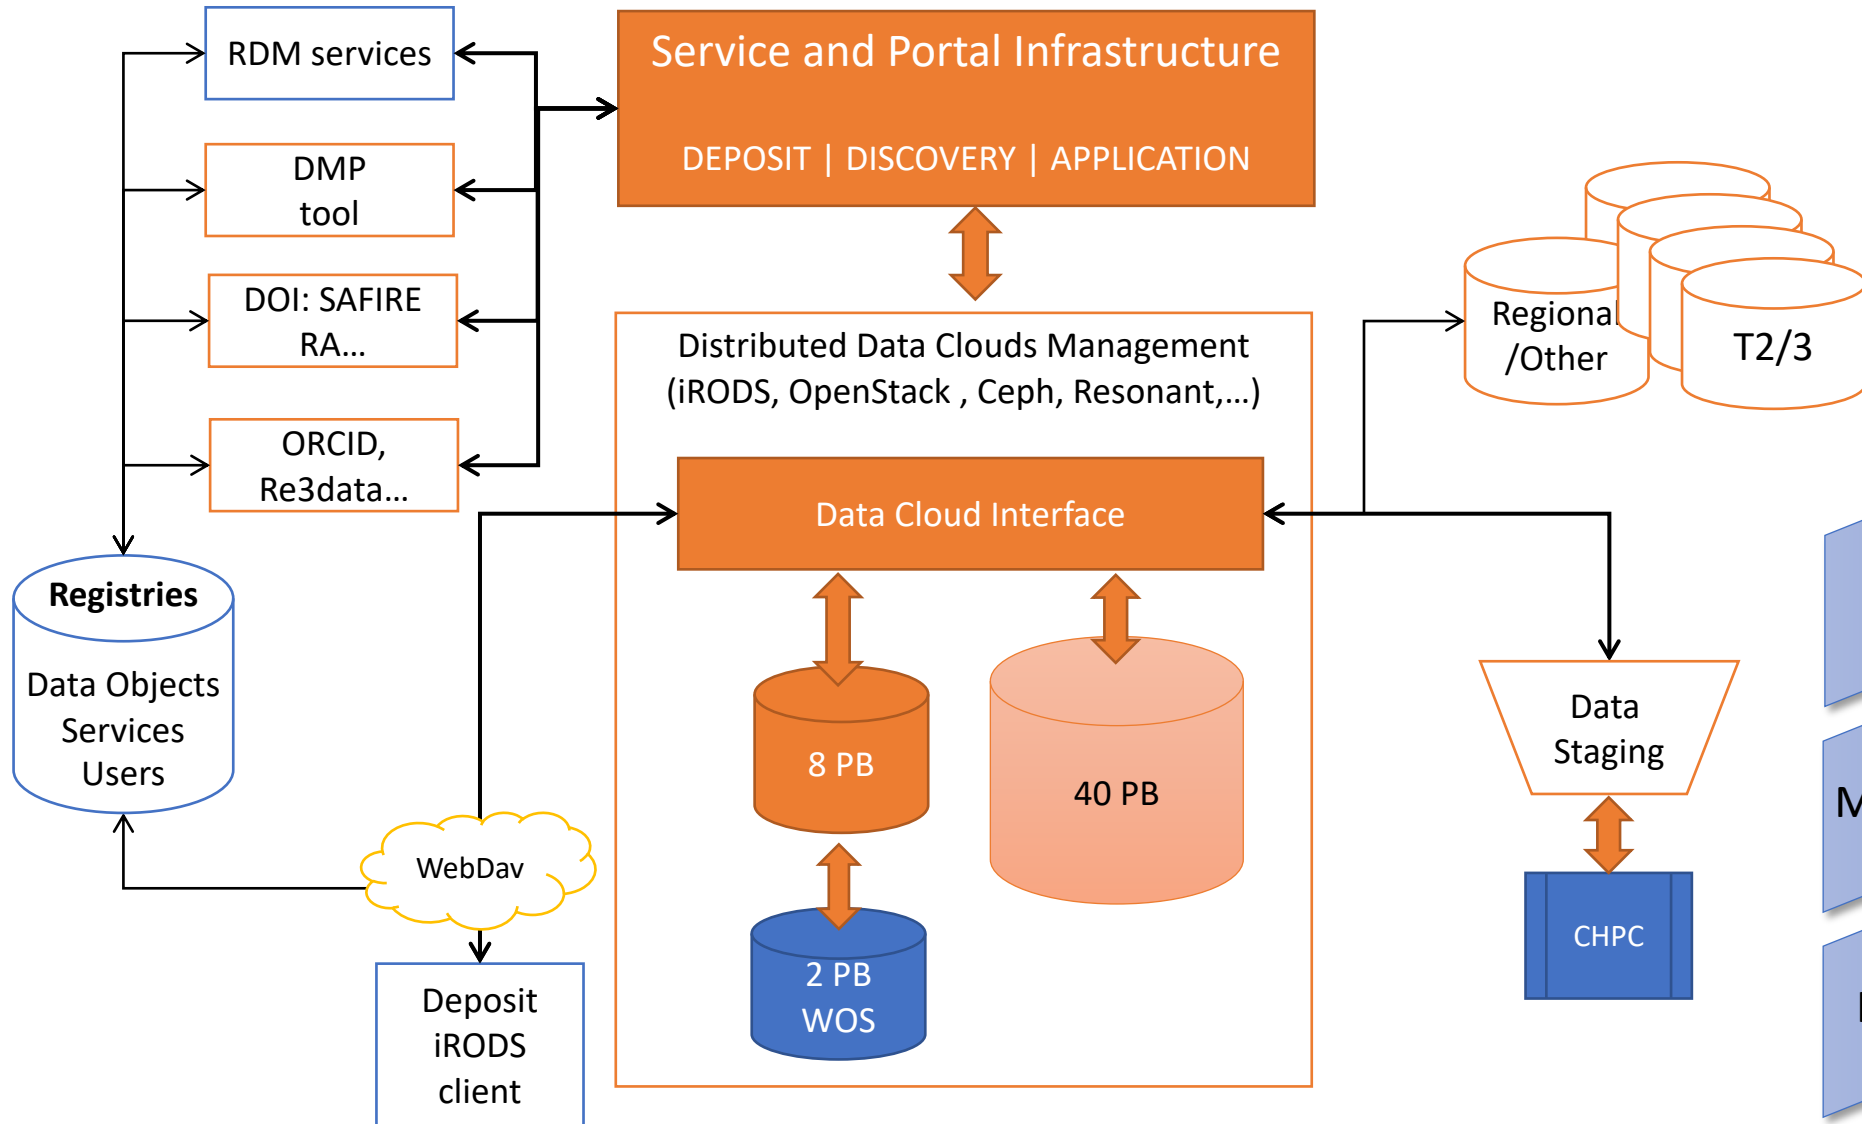 RDM services
Service and Portal Infrastructure
DEPOSIT | DISCOVERY | APPLICATION
DMP
tool
DOI: SAFIRE
RA...
ORCID,
Re3data...
Distributed Data Clouds Management
(iRODS, OpenStack , Ceph, Resonant,...)
Regional
/Other
T2/3
Data Cloud Interface
Registries
Data Objects
Services
Users
8 PB
40 PB
Data
Staging
WebDav
2 PB
WOS
CHPC
Deposit
iRODS
client
M